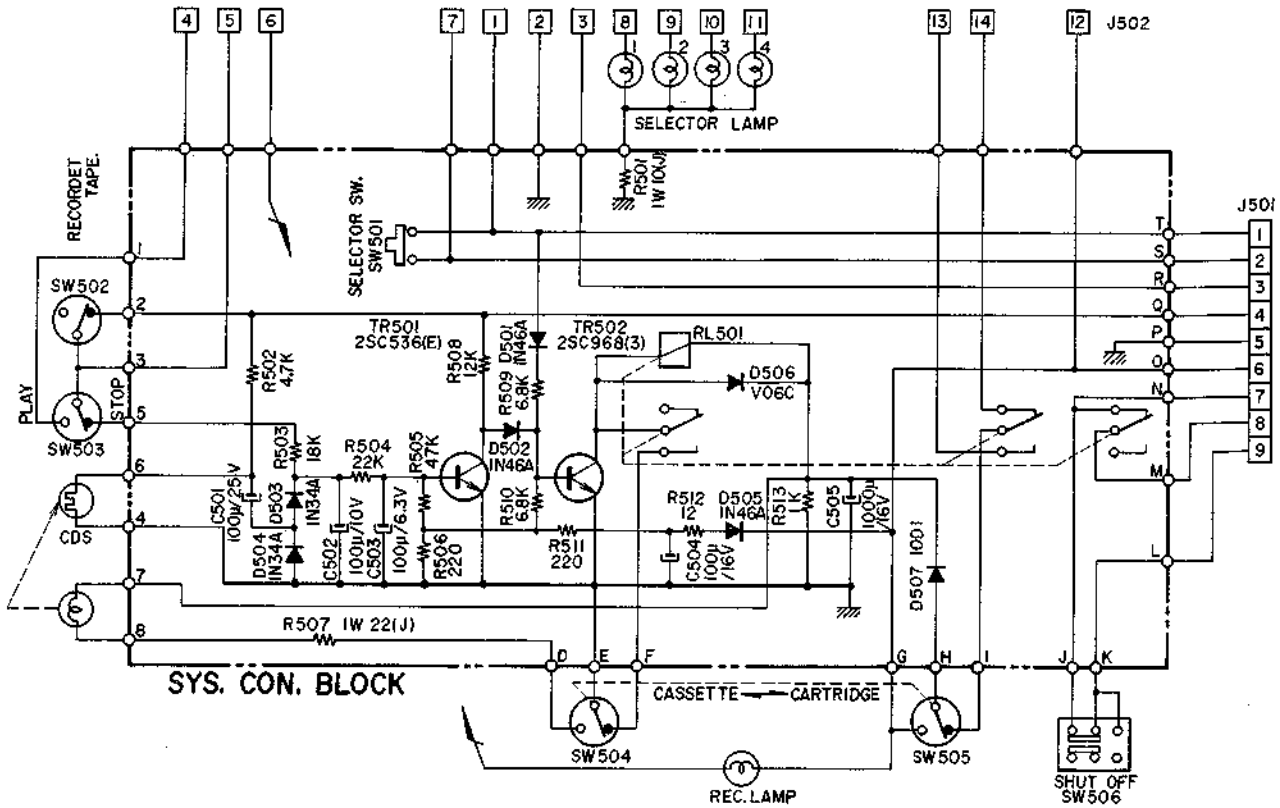 4 5 6 7 1 2 3 8 9 10 11 13 14 12 J502
1 2 3 4
SELECTOR LAMP
RECORDET TAPE.
R501 1W 10(J)
SELECTOR SW. SW501
J501
T 1
S 2
R 3
Q 4
P 5
O 6
N 7
M 8
L 9
1
SW502
2
3
PLAY
STOP
5
SW503
6
CDS
4
7
8
TR501 2SC536(E)
R508 12K
D501 1N46A
R509 6.8K
TR502 2SC968(3)
RL501
D506 V06C
R502 4.7K
R503 18K
R504 22K
R505 47K
D502 1N46A
C501 100μ/25V
D503 1N34A
D504 1N34A
C502 100μ/10V
C503 100μ/6.3V
R506 220
R510 6.8K
R511 220
R512 12
D505 1N46A
C504 100μ/16V
R513 1K
C505 1000μ/16V
D507 10D1
R507 1W 22(J)
D E F G H I J K
SYS. CON. BLOCK
CASSETTE CARTRIDGE
SW504
SW505
REC. LAMP
SHUT OFF SW506